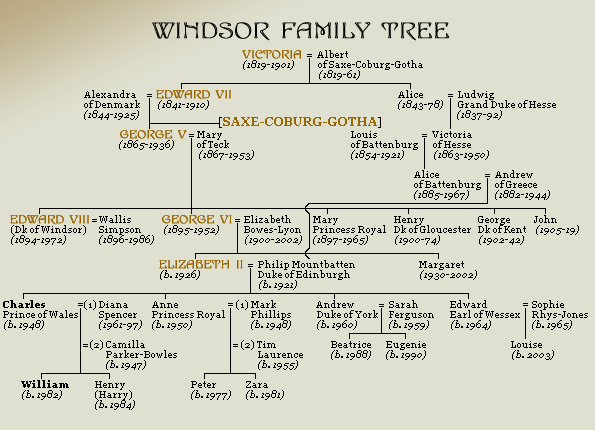 WINDSOR FAMILY TREE
VICTORIA = Albert
(1819-1901) of Saxe-Coburg-Gotha
(1819-61)
Alexandra = EDWARD VII Alice = Ludwig
of Denmark (1841-1910) (1843-78) Grand Duke of Hesse
(1844-1925) (1837-92)
[SAXE-COBURG-GOTHA]
GEORGE V = Mary Louis = Victoria
(1865-1936) of Teck of Battenburg of Hesse
(1867-1953) (1854-1921) (1863-1950)
Alice = Andrew
of Battenburg of Greece
(1885-1967) (1882-1944)
EDWARD VIII = Wallis GEORGE VI = Elizabeth Mary Henry George John
(Dk of Windsor) Simpson (1895-1952) Bowes-Lyon Princess Royal Dk of Gloucester Dk of Kent (1905-19)
(1894-1972) (1896-1986) (1900-2002) (1897-1965) (1900-74) (1902-42)
ELIZABETH II = Philip Mountbatten Margaret
(b.1926) Duke of Edinburgh (1930-2002)
(b.1921)
Charles =(1) Diana Anne =(1) Mark Andrew = Sarah Edward = Sophie
Prince of Wales Spencer Princess Royal Phillips Duke of York Ferguson Earl of Wessex Rhys-Jones
(b.1948) (1961-97) (b.1950) (b.1948) (b.1960) (b.1959) (b.1964) (b.1965)
=(2) Camilla =(2) Tim Beatrice Eugenie Louise
Parker-Bowles Laurence (b.1988) (b.1990) (b.2003)
(b.1947) (b.1955)
William Henry Peter Zara
(b.1982) (Harry) (b.1977) (b.1981)
(b.1984)